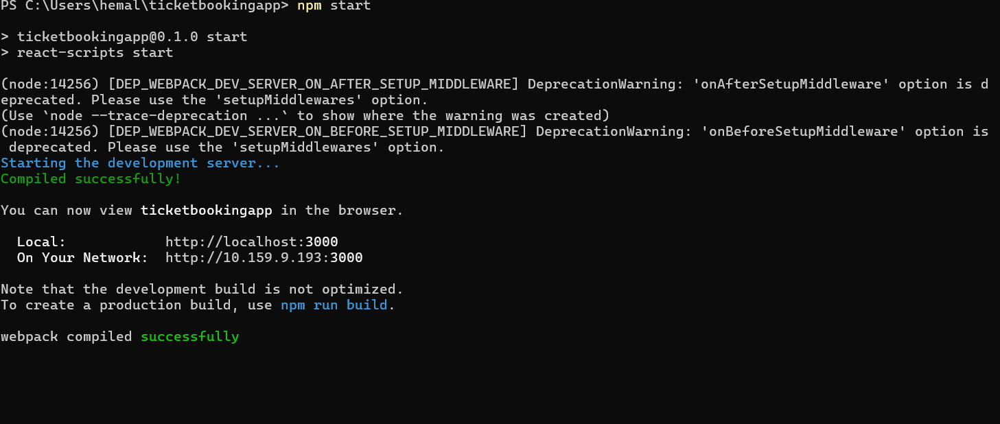 PS C:\Users\hemal\ticketbookingapp> npm start
> ticketbookingapp@0.1.0 start
> react-scripts start
(node:14256) [DEP_WEBPACK_DEV_SERVER_ON_AFTER_SETUP_MIDDLEWARE] DeprecationWarning: 'onAfterSetupMiddleware' option is d
eprecated. Please use the 'setupMiddlewares' option.
(Use `node --trace-deprecation ...` to show where the warning was created)
(node:14256) [DEP_WEBPACK_DEV_SERVER_ON_BEFORE_SETUP_MIDDLEWARE] DeprecationWarning: 'onBeforeSetupMiddleware' option is
 deprecated. Please use the 'setupMiddlewares' option.
Starting the development server...
Compiled successfully!
You can now view ticketbookingapp in the browser.
  Local:            http://localhost:3000
  On Your Network:  http://10.159.9.193:3000
Note that the development build is not optimized.
To create a production build, use npm run build.
webpack compiled successfully